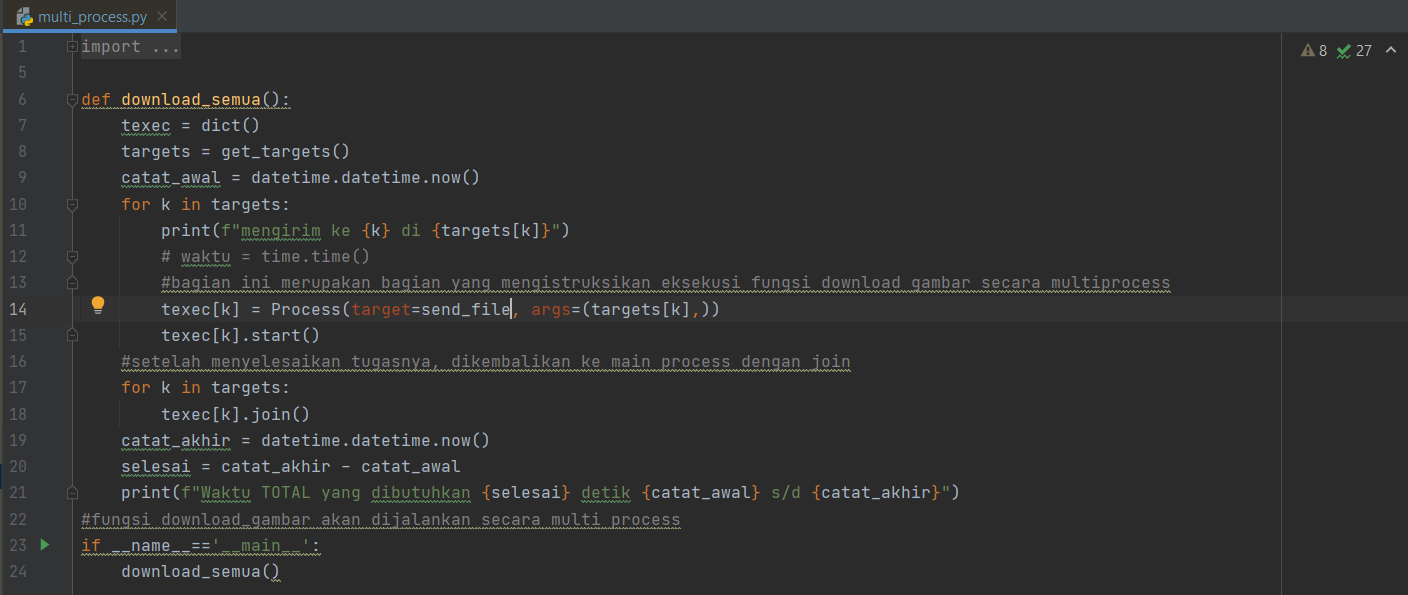 multi_process.py
8 27
1 import ...
5
6 def download_semua():
7     texec = dict()
8     targets = get_targets()
9     catat_awal = datetime.datetime.now()
10     for k in targets:
11         print(f"mengirim ke {k} di {targets[k]}")
12         # waktu = time.time()
13         #bagian ini merupakan bagian yang mengistruksikan eksekusi fungsi download gambar secara multiprocess
14         texec[k] = Process(target=send_file, args=(targets[k],))
15         texec[k].start()
16     #setelah menyelesaikan tugasnya, dikembalikan ke main process dengan join
17     for k in targets:
18         texec[k].join()
19     catat_akhir = datetime.datetime.now()
20     selesai = catat_akhir - catat_awal
21     print(f"Waktu TOTAL yang dibutuhkan {selesai} detik {catat_awal} s/d {catat_akhir}")
22 #fungsi download_gambar akan dijalankan secara multi process
23 if __name__=='__main__':
24     download_semua()